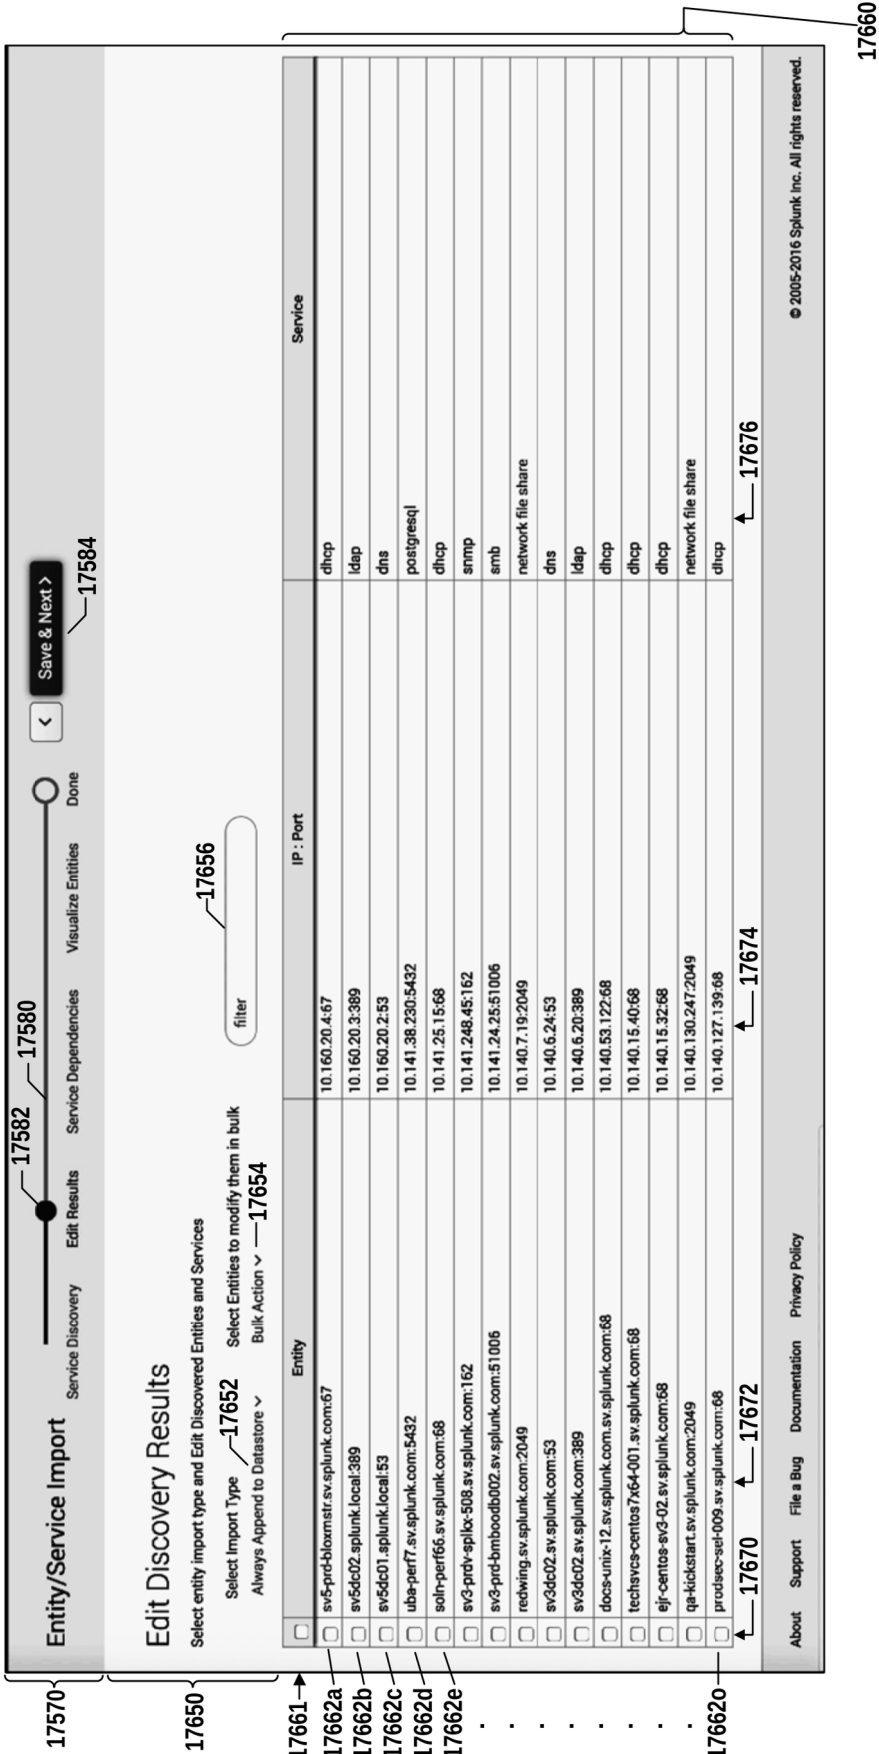 17570
Entity/Service Import
17582
17580
Service Discovery
Edit Results
Service Dependencies
Visualize Entities
Done
<
Save & Next >
17584
17650
Edit Discovery Results
Select entity import type and Edit Discovered Entities and Services
Select Import Type
17652
Always Append to Datastore
Select Entities to modify them in bulk
Bulk Action
17654
filter
17656
17660
17661
Entity IP : Port Service
17662a sv5-prd-bloxmstr.sv.splunk.com:67 10.160.20.4:67 dhcp
17662b sv5dc02.splunk.local:389 10.160.20.3:389 ldap
17662c sv5dc01.splunk.local:53 10.160.20.2:53 dns
17662d uba-perf7.sv.splunk.com:5432 10.141.38.230:5432 postgresql
17662e soln-perf66.sv.splunk.com:68 10.141.25.15:68 dhcp
sv3-prdv-splkx-508.sv.splunk.com:162 10.141.248.45:162 snmp
sv3-prd-bmboodb002.sv.splunk.com:51006 10.141.24.25:51006 smb
redwing.sv.splunk.com:2049 10.140.7.19:2049 network file share
sv3dc02.sv.splunk.com:53 10.140.6.24:53 dns
sv3dc02.sv.splunk.com:389 10.140.6.20:389 ldap
docs-unix-12.sv.splunk.com.sv.splunk.com:68 10.140.53.122:68 dhcp
techsvcs-centos7x64-001.sv.splunk.com:68 10.140.15.40:68 dhcp
ejr-centos-sv3-02.sv.splunk.com:68 10.140.15.32:68 dhcp
qa-kickstart.sv.splunk.com:2049 10.140.130.247:2049 network file share
17662o prodsec-sel-009.sv.splunk.com:68 10.140.127.139:68 dhcp
17670
17672
17674
17676
About Support File a Bug Documentation Privacy Policy
© 2005-2016 Splunk Inc. All rights reserved.